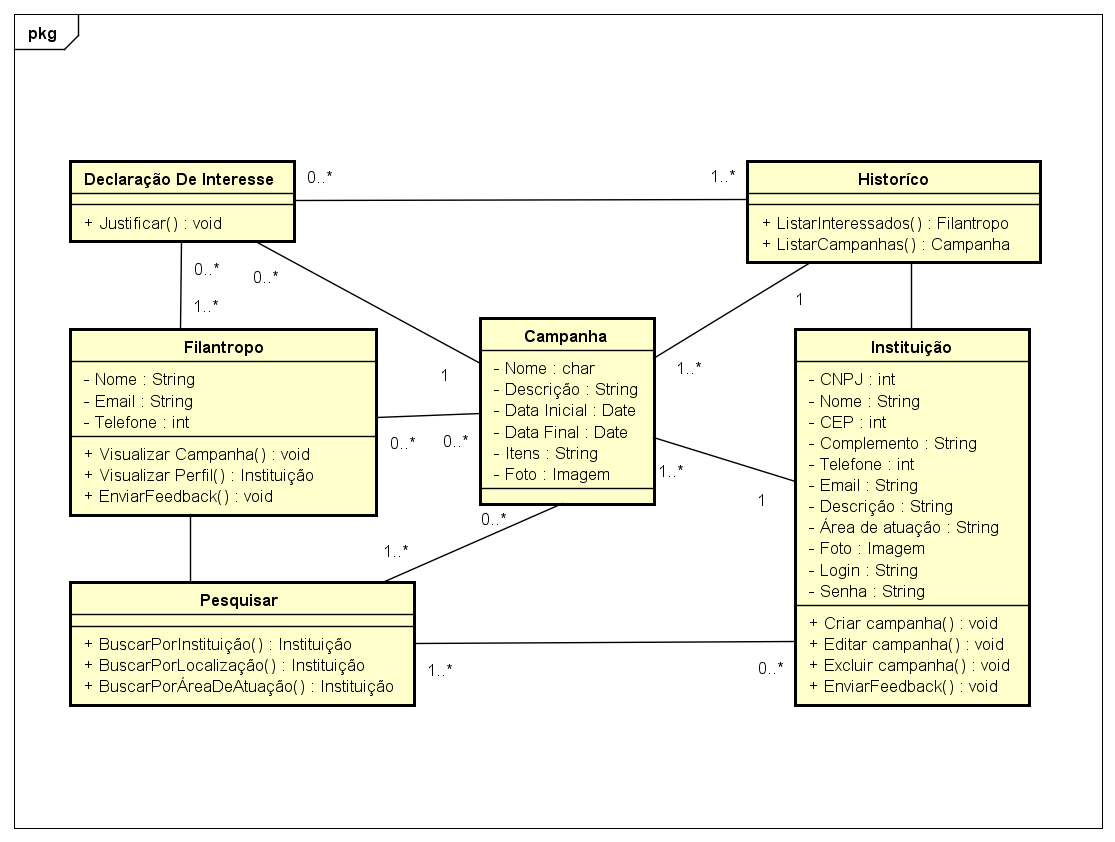 pkg
Declaração De Interesse
+ Justificar() : void
0..*
1..*
Historíco
+ ListarInteressados() : Filantropo
+ ListarCampanhas() : Campanha
0..*
1..*
0..*
1
1
1..*
Filantropo
- Nome : String
- Email : String
- Telefone : int
+ Visualizar Campanha() : void
+ Visualizar Perfil() : Instituição
+ EnviarFeedback() : void
0..*
0..*
Campanha
- Nome : char
- Descrição : String
- Data Inicial : Date
- Data Final : Date
- Itens : String
- Foto : Imagem
1..*
1
Instituição
- CNPJ : int
- Nome : String
- CEP : int
- Complemento : String
- Telefone : int
- Email : String
- Descrição : String
- Área de atuação : String
- Foto : Imagem
- Login : String
- Senha : String
+ Criar campanha() : void
+ Editar campanha() : void
+ Excluir campanha() : void
+ EnviarFeedback() : void
0..*
1..*
Pesquisar
+ BuscarPorInstituição() : Instituição
+ BuscarPorLocalização() : Instituição
+ BuscarPorÁreaDeAtuação() : Instituição
1..*
0..*